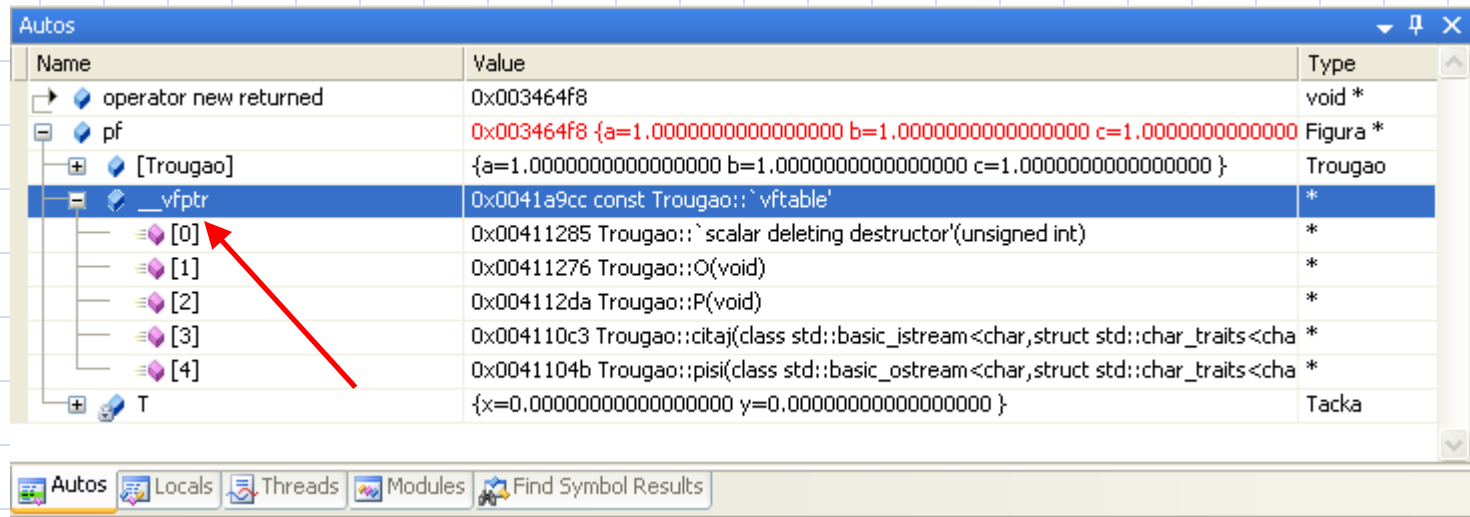 Autos
Name Value Type
operator new returned 0x003464f8 void *
pf 0x003464f8 {a=1.0000000000000000 b=1.0000000000000000 c=1.0000000000000 Figura *
[Trougao] {a=1.0000000000000000 b=1.0000000000000000 c=1.0000000000000000 } Trougao
__vfptr 0x0041a9cc const Trougao::`vftable' *
[0] 0x00411285 Trougao::`scalar deleting destructor'(unsigned int) *
[1] 0x00411276 Trougao::O(void) *
[2] 0x004112da Trougao::P(void) *
[3] 0x004110c3 Trougao::citaj(class std::basic_istream<char,struct std::char_traits<cha *
[4] 0x0041104b Trougao::pisi(class std::basic_ostream<char,struct std::char_traits<cha *
T {x=0.00000000000000000 y=0.00000000000000000 } Tacka
Autos Locals Threads Modules Find Symbol Results